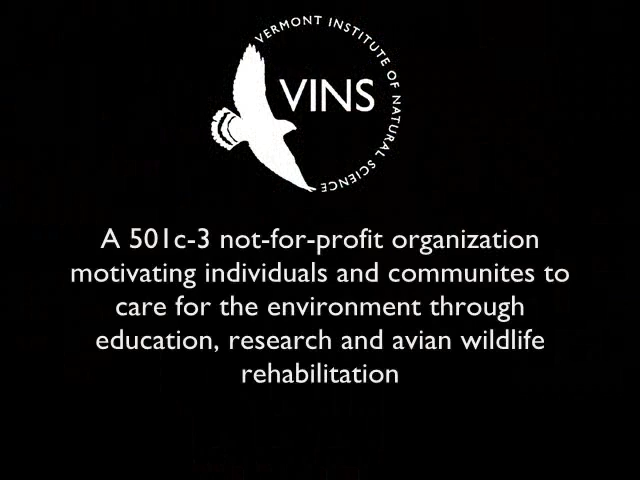 VERMONT INSTITUTE OF NATURAL SCIENCE
VINS
A 501c-3 not-for-profit organization
motivating individuals and communites to
care for the environment through
education, research and avian wildlife
rehabilitation